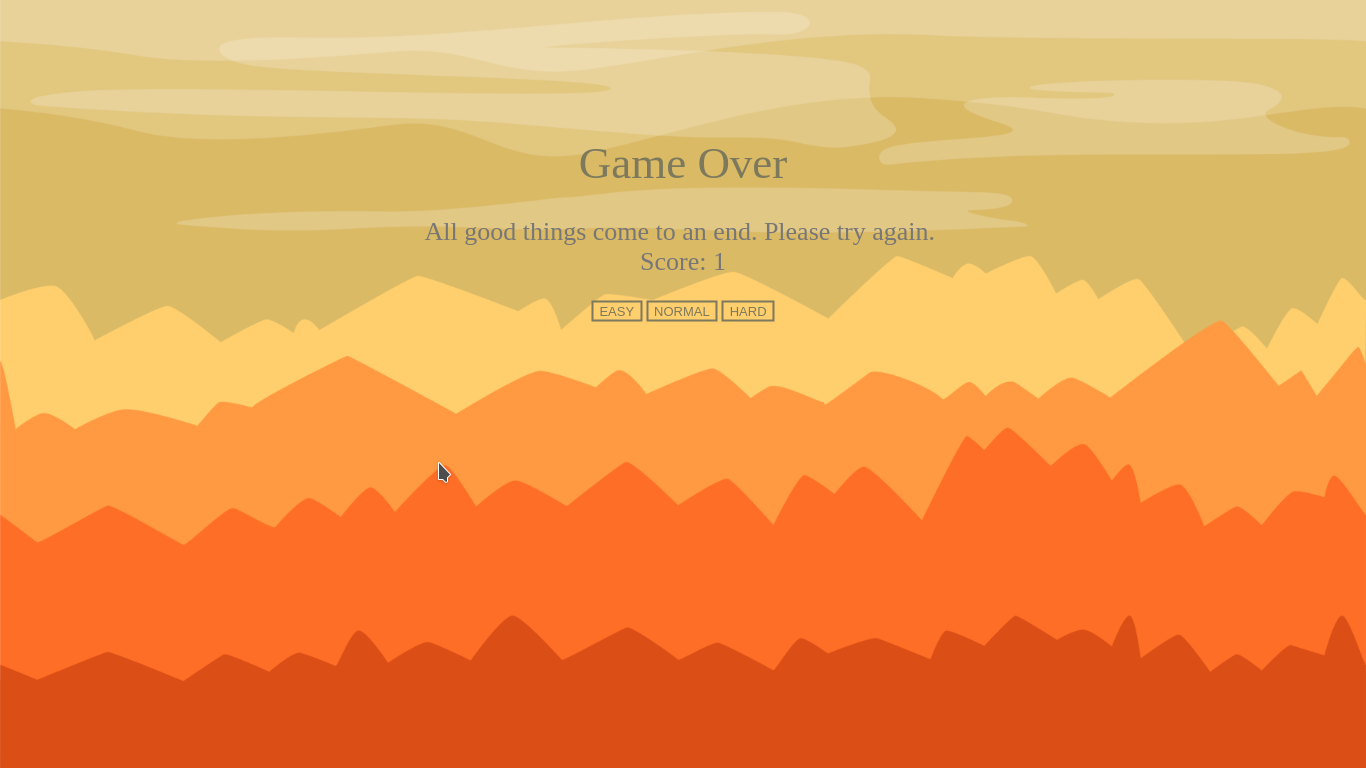 Game Over
All good things come to an end. Please try again.
Score: 1
EASY NORMAL HARD